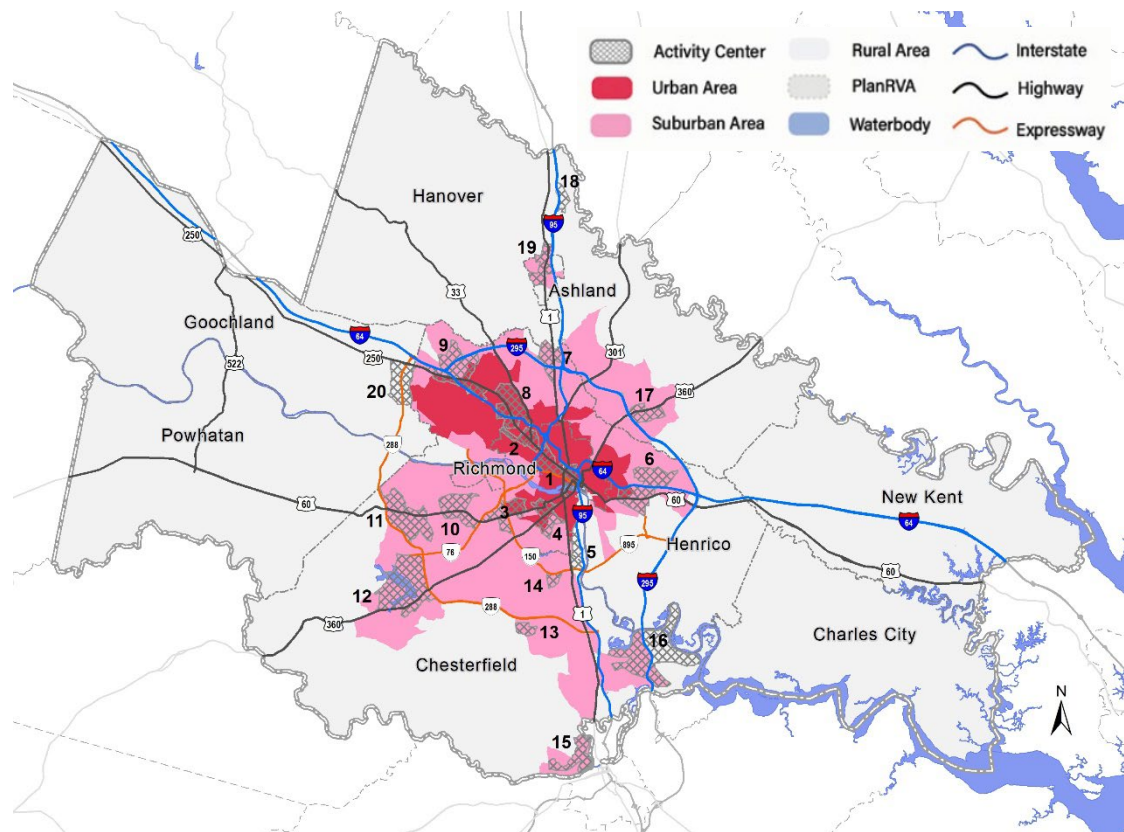 Activity Center
Rural Area
Interstate
Urban Area
PlanRVA
Highway
Suburban Area
Waterbody
Expressway
18
Hanover
95
250
19
33
Ashland
Goochland
1
64
9
295
7
301
250
522
360
20
8
17
Powhatan
288
2
Richmond
6
1
64
New Kent
60
60
11
10
3
95
64
4
5
895
Henrico
76
150
60
14
295
12
288
1
13
16
Charles City
360
Chesterfield
N
15